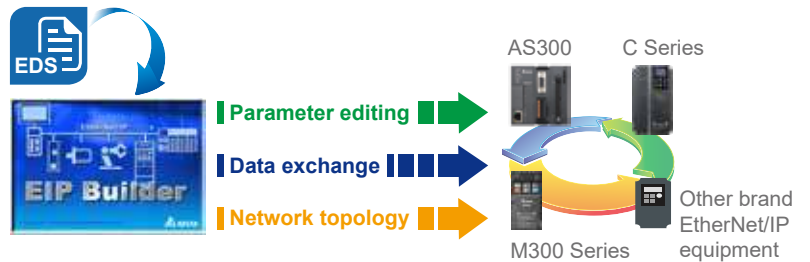 EDS
EIP Builder
Parameter editing
Data exchange
Network topology
AS300
C Series
M300 Series
Other brand
EtherNet/IP
equipment